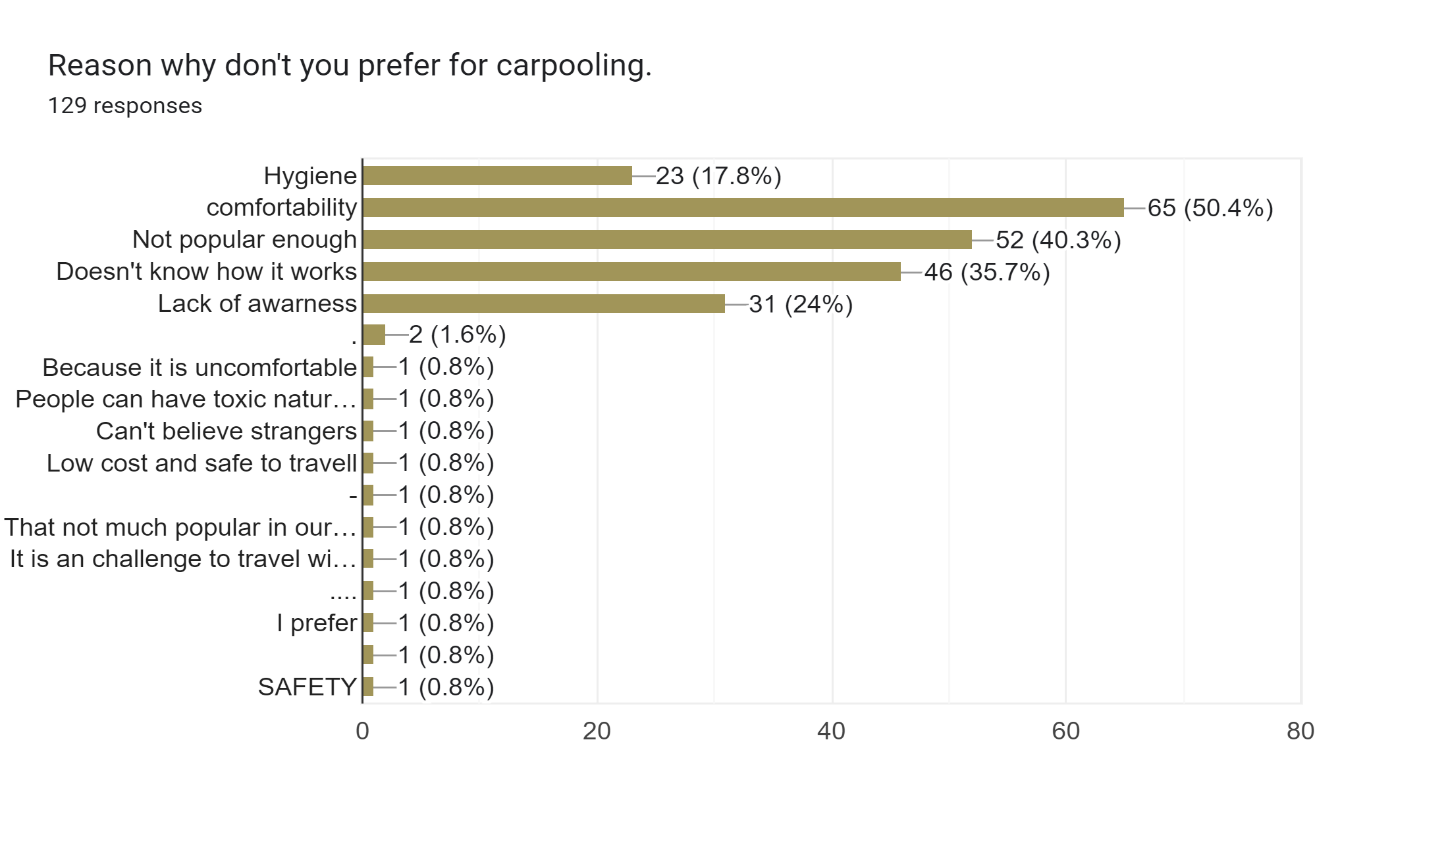 Reason why don't you prefer for carpooling.
129 responses
Hygiene 23 (17.8%)
comfortability 65 (50.4%)
Not popular enough 52 (40.3%)
Doesn't know how it works 46 (35.7%)
Lack of awarness 31 (24%)
. 2 (1.6%)
Because it is uncomfortable 1 (0.8%)
People can have toxic natur… 1 (0.8%)
Can't believe strangers 1 (0.8%)
Low cost and safe to travell 1 (0.8%)
- 1 (0.8%)
That not much popular in our… 1 (0.8%)
It is an challenge to travel wi… 1 (0.8%)
.... 1 (0.8%)
I prefer 1 (0.8%)
1 (0.8%)
SAFETY 1 (0.8%)
0 20 40 60 80